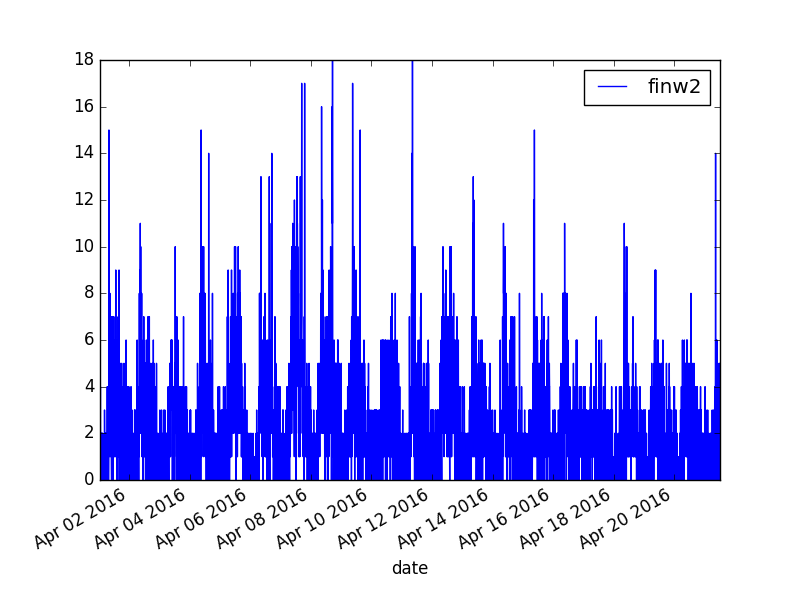 18
finw2
16
14
12
10
8
6
4
2
0
Apr 02 2016
Apr 04 2016
Apr 06 2016
Apr 08 2016
Apr 10 2016
Apr 12 2016
Apr 14 2016
Apr 16 2016
Apr 18 2016
Apr 20 2016
date